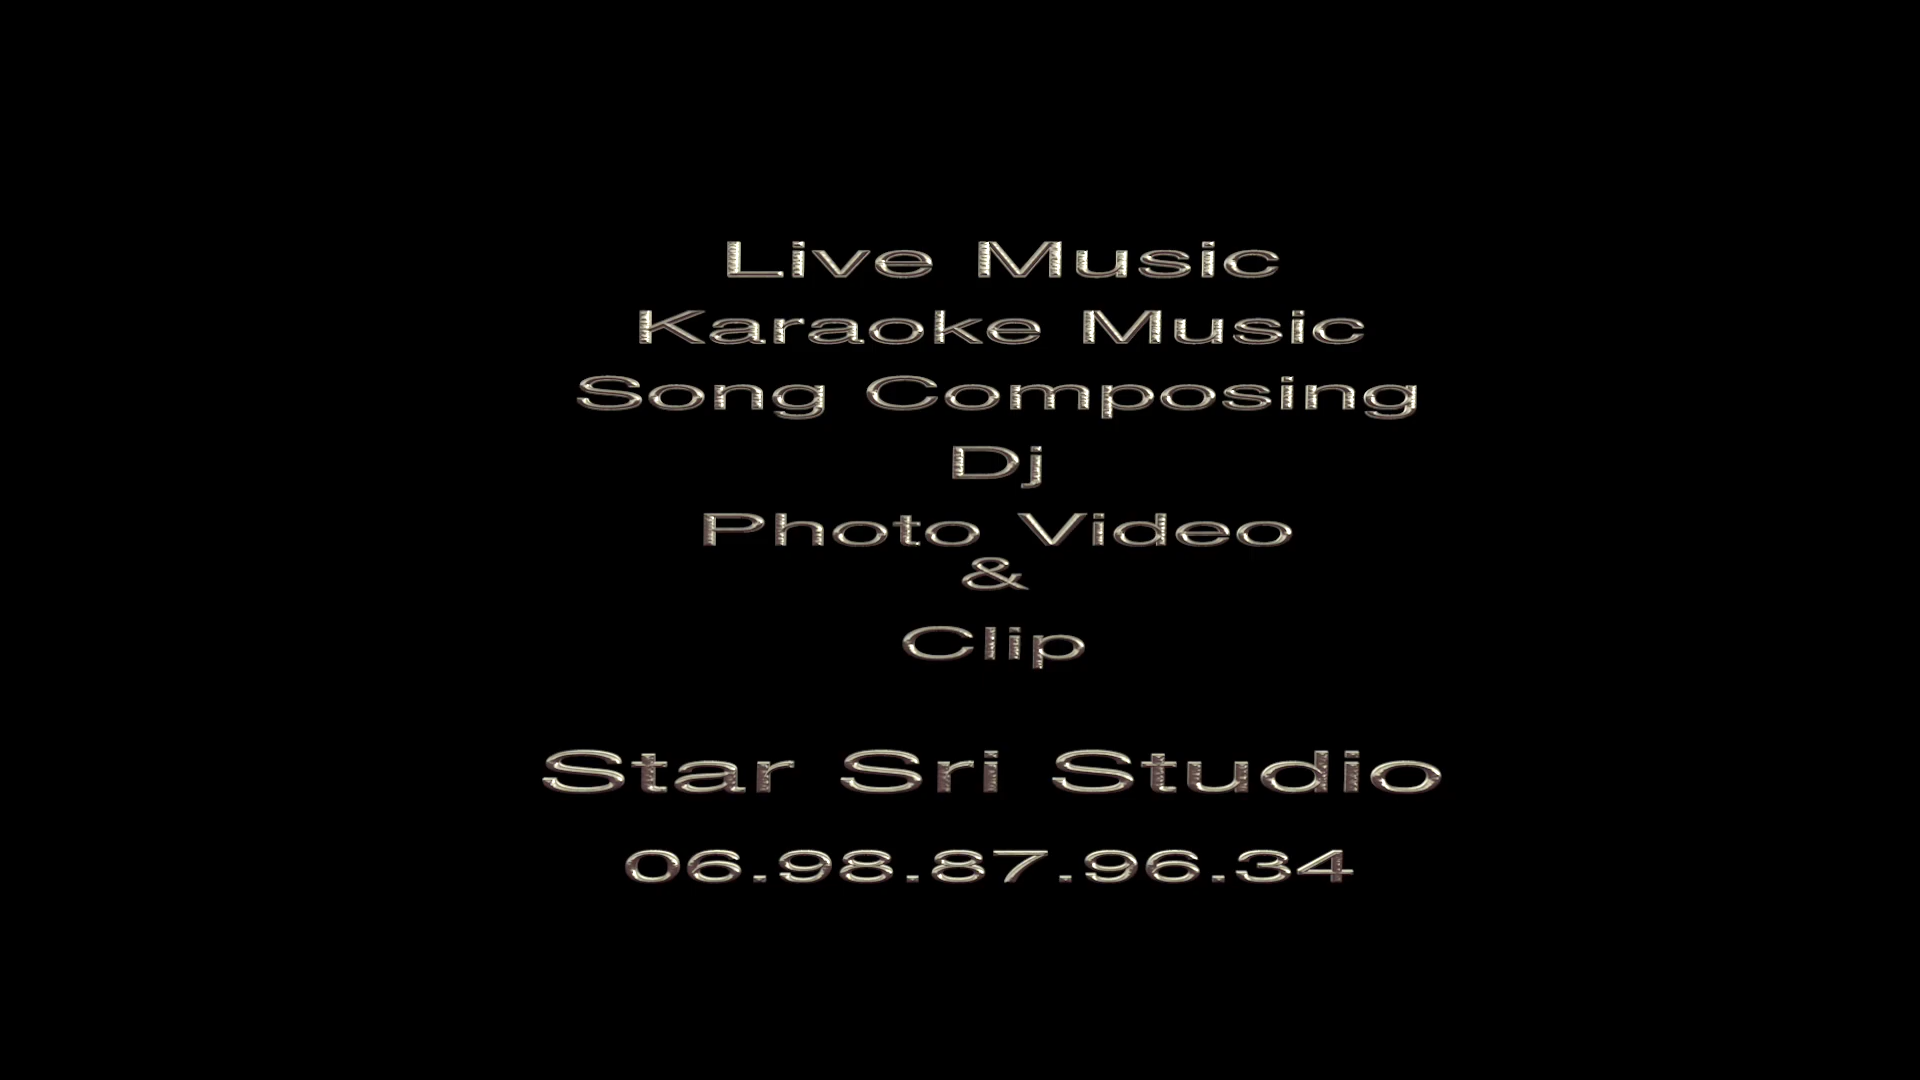 Live Music
Karaoke Music
Song Composing
Dj
Photo Video
&
Clip
Star Sri Studio
06.98.87.96.34